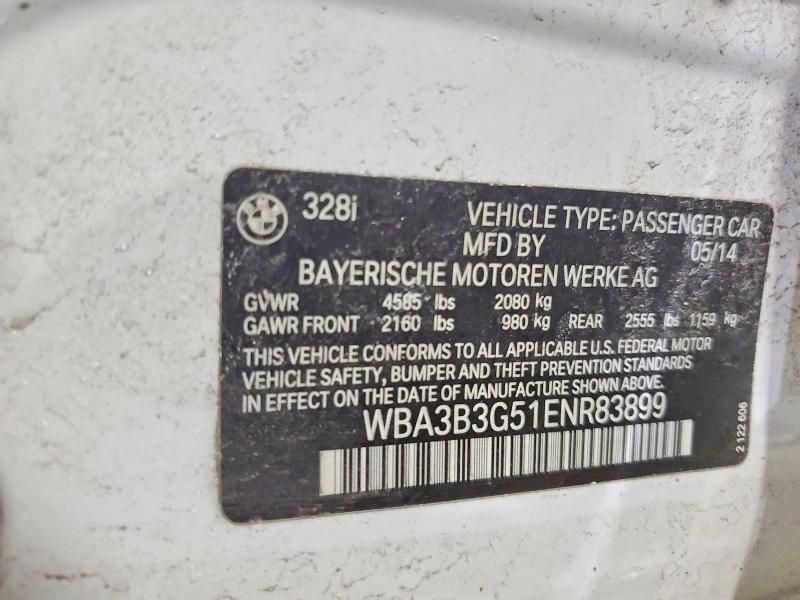 328i VEHICLE TYPE: PASSENGER CAR
MFD BY 05/14
BAYERISCHE MOTOREN WERKE AG
GVWR 4585 lbs 2080 kg
GAWR FRONT 2160 lbs 980 kg REAR 2555 lbs 1159 kg
THIS VEHICLE CONFORMS TO ALL APPLICABLE U.S. FEDERAL MOTOR
VEHICLE SAFETY, BUMPER AND THEFT PREVENTION STANDARDS
IN EFFECT ON THE DATE OF MANUFACTURE SHOWN ABOVE.
WBA3B3G51ENR83899
2 122 606